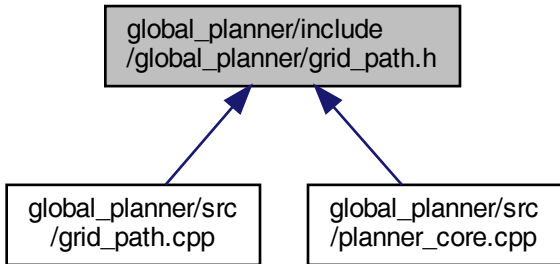 global_planner/include
/global_planner/grid_path.h
global_planner/src
/grid_path.cpp
global_planner/src
/planner_core.cpp